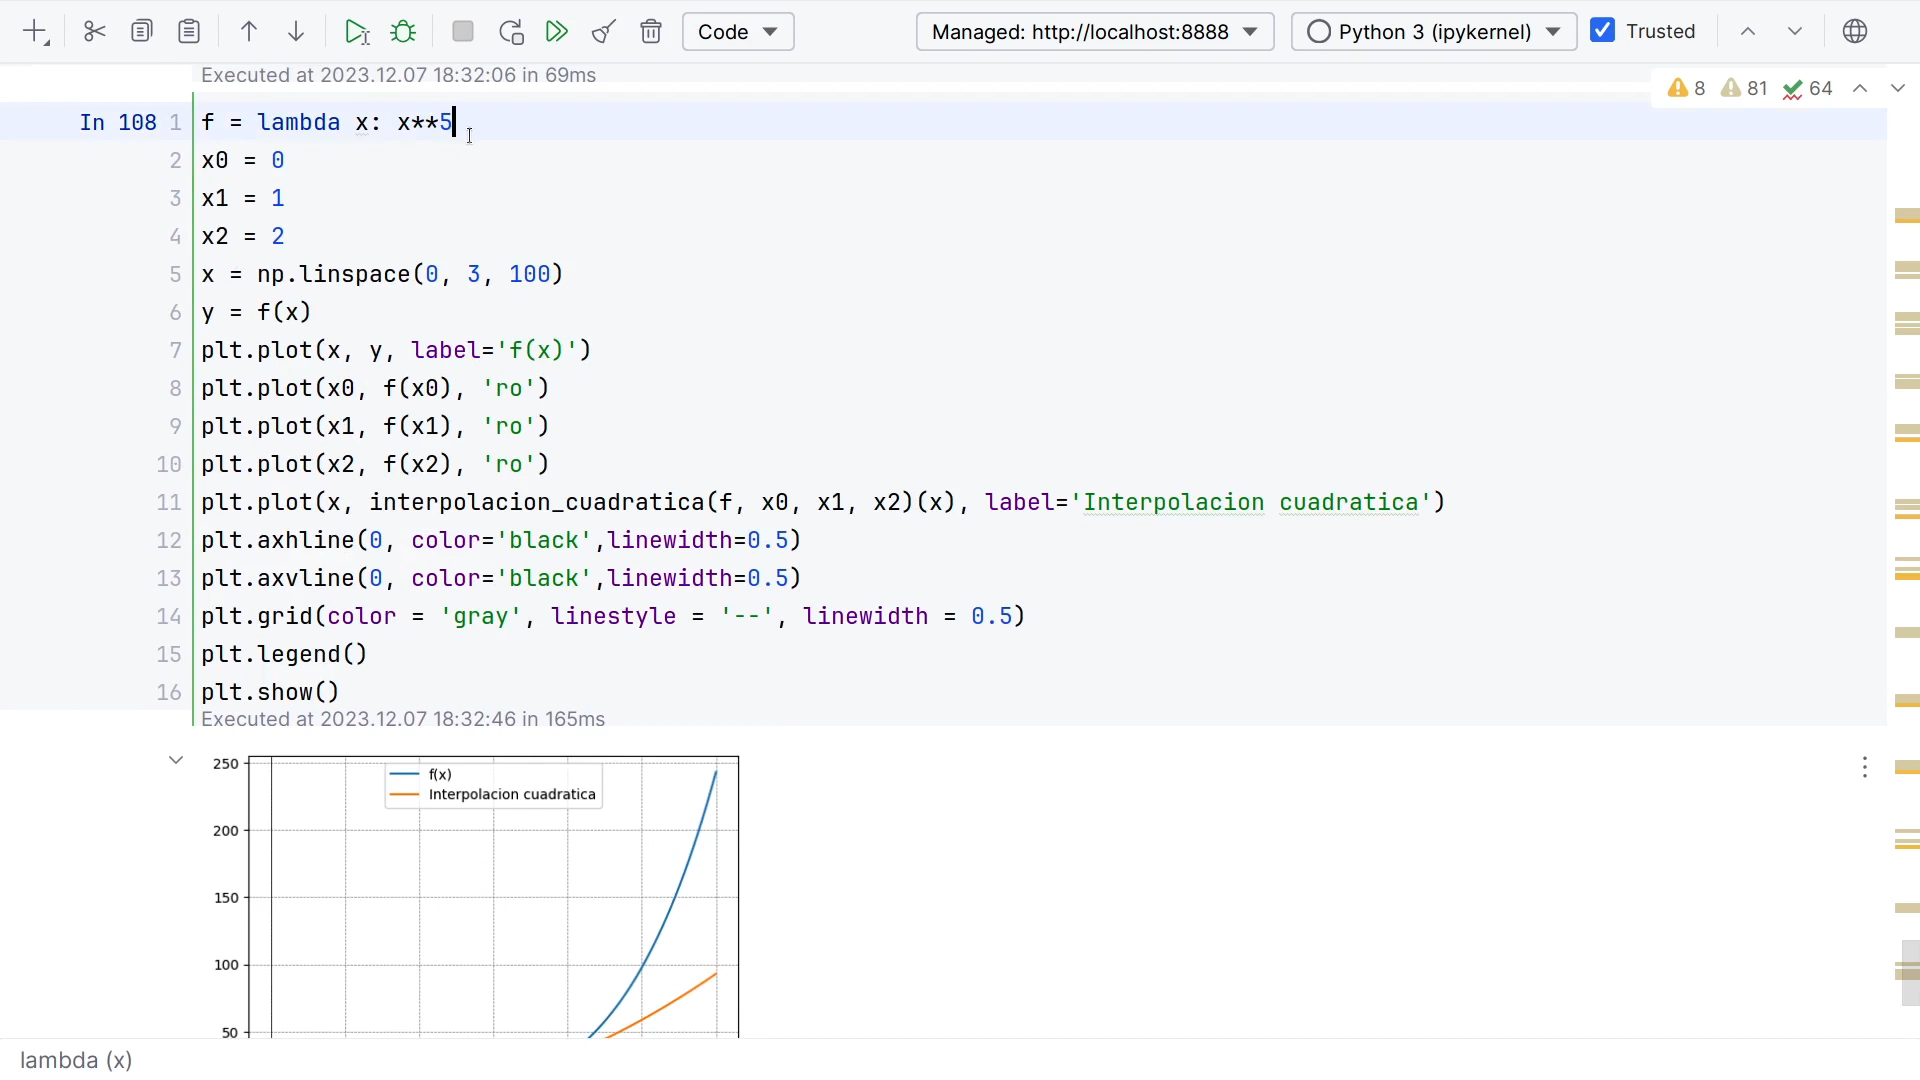 Code Managed: http://localhost:8888 Python 3 (ipykernel) Trusted
Executed at 2023.12.07 18:32:06 in 69ms
8 81 64
In 108 1 f = lambda x: x**5
2 x0 = 0
3 x1 = 1
4 x2 = 2
5 x = np.linspace(0, 3, 100)
6 y = f(x)
7 plt.plot(x, y, label='f(x)')
8 plt.plot(x0, f(x0), 'ro')
9 plt.plot(x1, f(x1), 'ro')
10 plt.plot(x2, f(x2), 'ro')
11 plt.plot(x, interpolacion_cuadratica(f, x0, x1, x2)(x), label='Interpolacion cuadratica')
12 plt.axhline(0, color='black',linewidth=0.5)
13 plt.axvline(0, color='black',linewidth=0.5)
14 plt.grid(color = 'gray', linestyle = '--', linewidth = 0.5)
15 plt.legend()
16 plt.show()
Executed at 2023.12.07 18:32:46 in 165ms
250
f(x)
Interpolacion cuadratica
200
150
100
50
lambda (x)